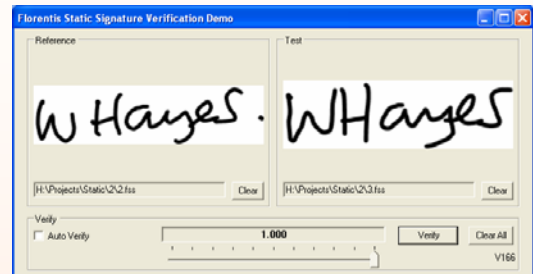 Florentis Static Signature Verification Demo
Reference
Test
W Hayes.
WHayes
H:\Projects\Static\2\2.fss
Clear
H:\Projects\Static\2\3.fss
Clear
Verify
Auto Verify
1.000
Verify
Clear All
V166